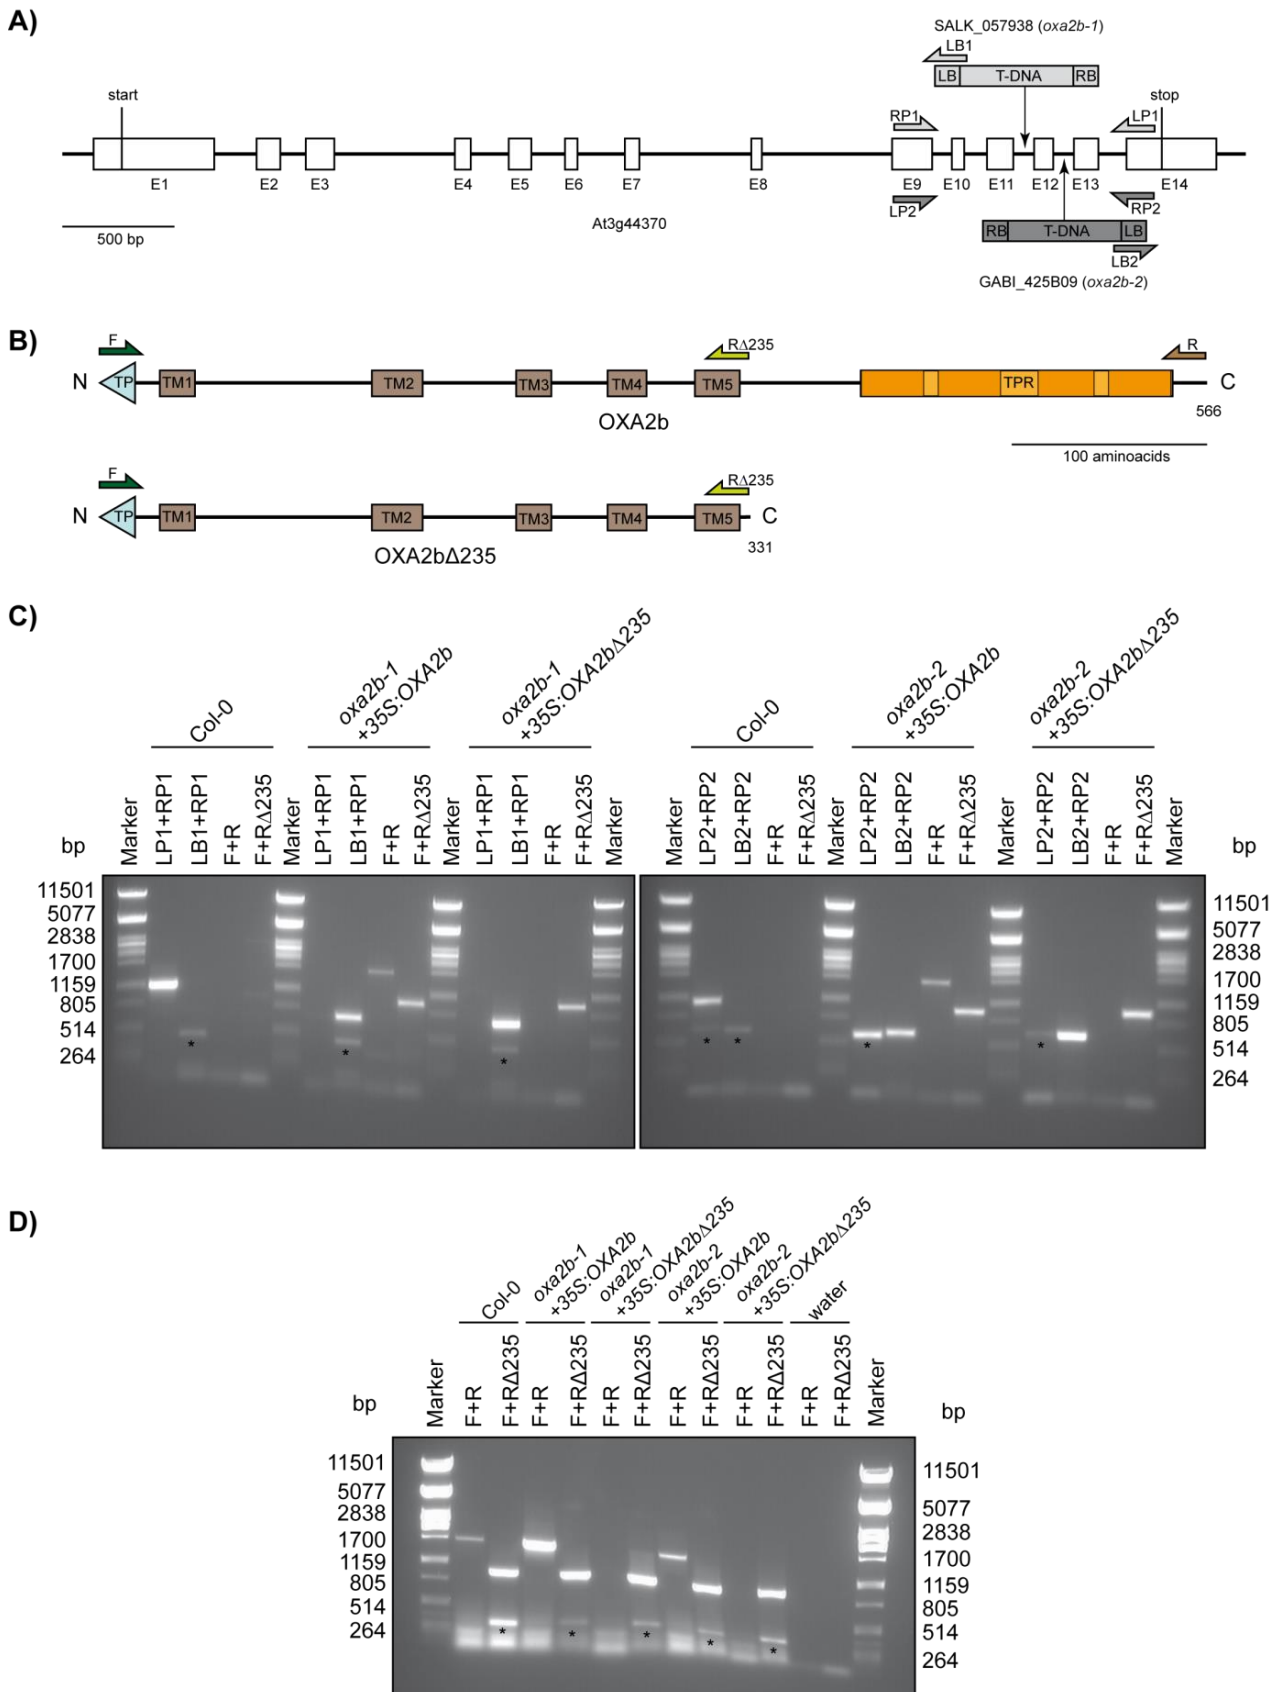 A)
SALK_057938 (oxa2b-1)
LB1
LB T-DNA RB
start
stop
RP1
LP1
E1 E2 E3 E4 E5 E6 E7 E8 E9 E10 E11 E12 E13 E14
LP2
RP2
500 bp
At3g44370
RB T-DNA LB
LB2
GABI_425B09 (oxa2b-2)
B)
F
RΔ235
R
N TP TM1 TM2 TM3 TM4 TM5 TPR C
OXA2b
566
100 aminoacids
F
RΔ235
N TP TM1 TM2 TM3 TM4 TM5 C
OXA2bΔ235
331
C)
Col-0
oxa2b-1
+35S:OXA2b
oxa2b-1
+35S:OXA2bΔ235
Col-0
oxa2b-2
+35S:OXA2b
oxa2b-2
+35S:OXA2bΔ235
bp
Marker
LP1+RP1
LB1+RP1
F+R
F+RΔ235
Marker
LP1+RP1
LB1+RP1
F+R
F+RΔ235
Marker
LP1+RP1
LB1+RP1
F+R
F+RΔ235
Marker
Marker
LP2+RP2
LB2+RP2
F+R
F+RΔ235
Marker
LP2+RP2
LB2+RP2
F+R
F+RΔ235
Marker
LP2+RP2
LB2+RP2
F+R
F+RΔ235
Marker
bp
11501
5077
2838
1700
1159
805
514
264
* * * * * * *
11501
5077
2838
1700
1159
805
514
264
D)
Col-0
oxa2b-1
+35S:OXA2b
oxa2b-1
+35S:OXA2bΔ235
oxa2b-2
+35S:OXA2b
oxa2b-2
+35S:OXA2bΔ235
water
bp
Marker
F+R
F+RΔ235
F+R
F+RΔ235
F+R
F+RΔ235
F+R
F+RΔ235
F+R
F+RΔ235
F+R
F+RΔ235
Marker
bp
11501
5077
2838
1700
1159
805
514
264
* * * * *
11501
5077
2838
1700
1159
805
514
264